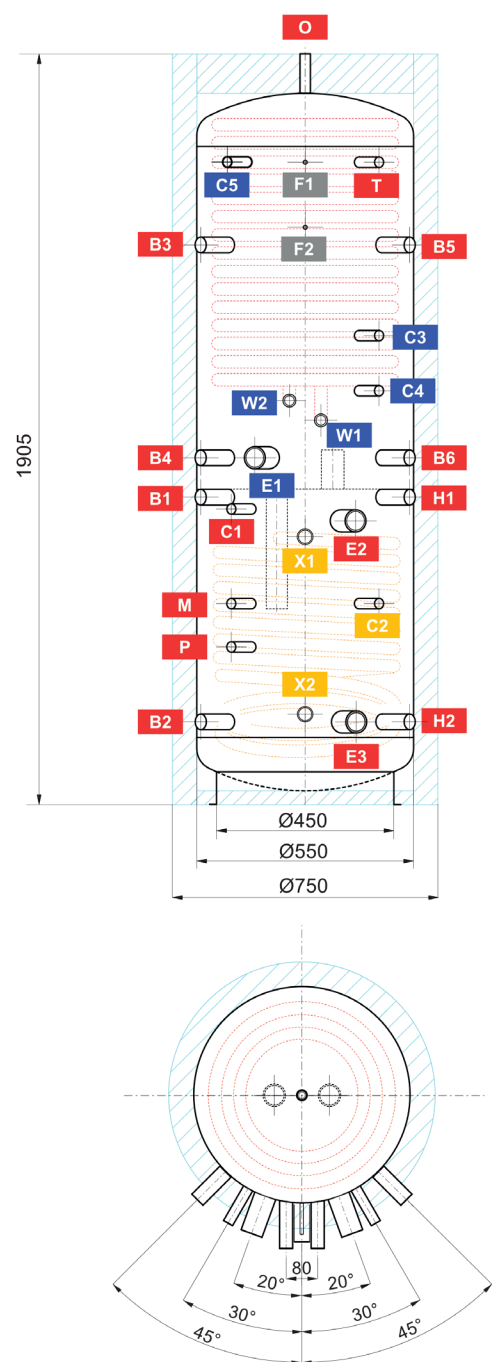 O
C5 F1 T
B3 F2 B5
C3
C4
W2
W1
B4 E1 B6
B1 H1
C1 E2
X1
M C2
P
X2
B2 H2
E3
1905
Ø450
Ø550
Ø750
80
20° 20°
30° 30°
45° 45°